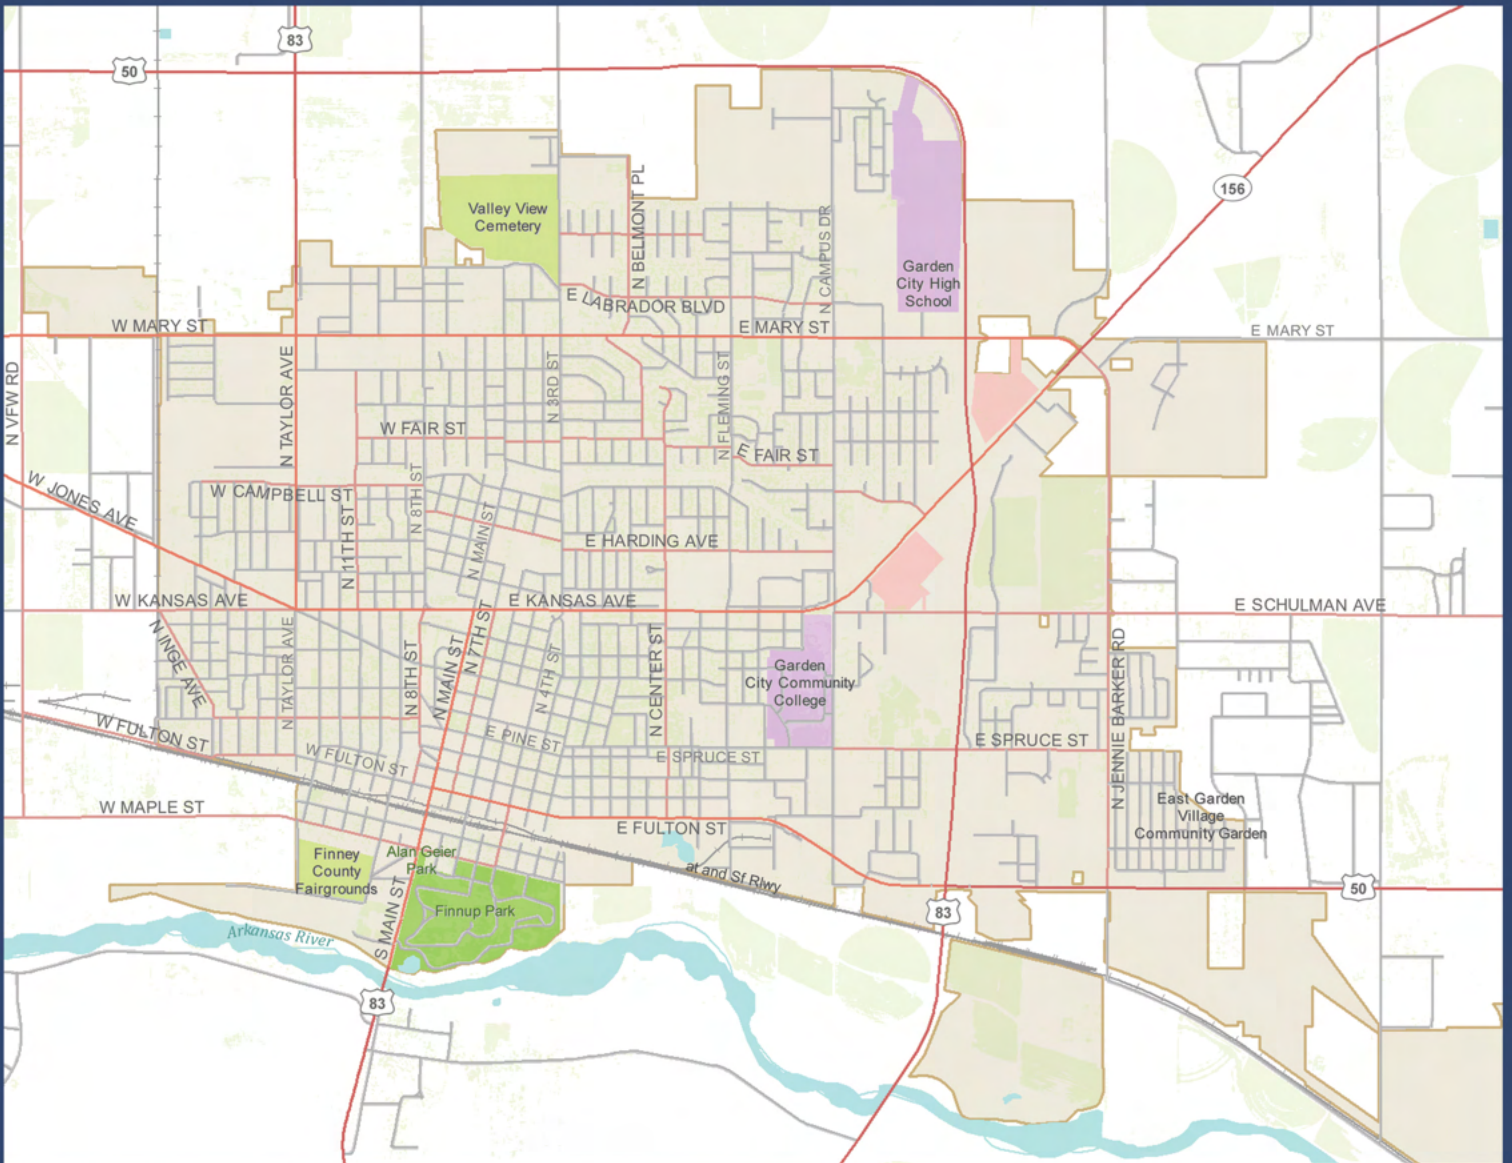 83
50
156
Valley View
Cemetery
N BELMONT PL
N CAMPUS DR
Garden
City High
School
E LABRADOR BLVD
W MARY ST
E MARY ST
E MARY ST
N VFW RD
N TAYLOR AVE
N 3RD ST
N FLEMING ST
W FAIR ST
E FAIR ST
W JONES AVE
W CAMPBELL ST
N 8TH ST
N 11TH ST
N MAIN ST
E HARDING AVE
W KANSAS AVE
E KANSAS AVE
E SCHULMAN AVE
N INGE AVE
N TAYLOR AVE
N 8TH ST
N MAIN ST
N 7TH ST
N 4TH ST
N CENTER ST
Garden
City Community
College
N JENNIE BARKER RD
W FULTON ST
W FULTON ST
E PINE ST
E SPRUCE ST
E SPRUCE ST
W MAPLE ST
E FULTON ST
East Garden
Village
Community Garden
Finney
County
Fairgrounds
Alan Geier
Park
at and Sf Rlwy
50
83
Finnup Park
S MAIN ST
Arkansas River
83